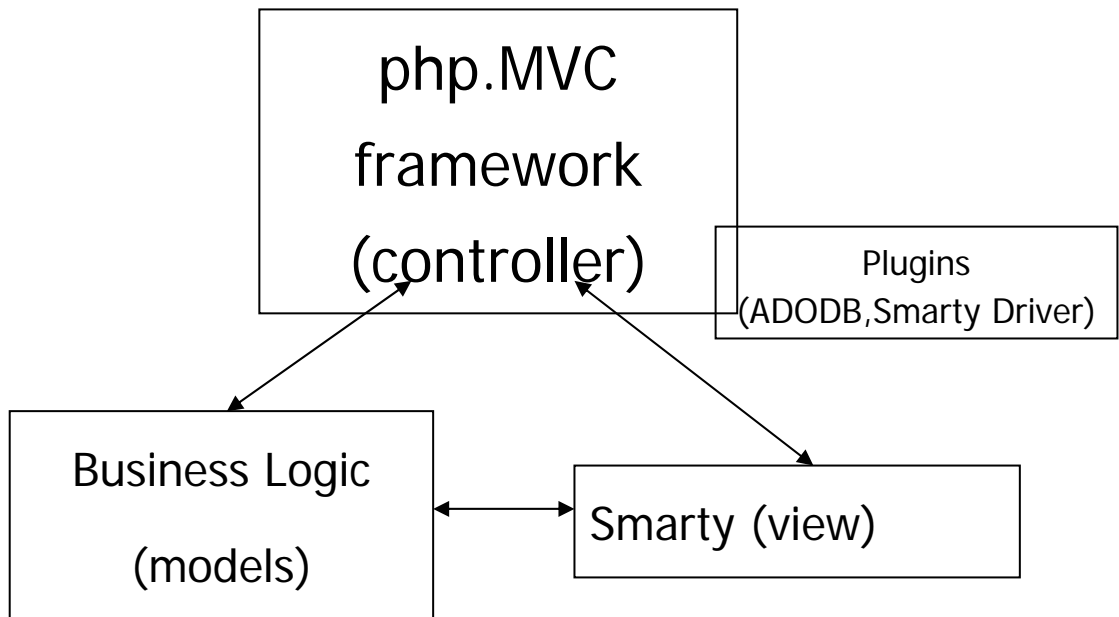 php.MVC
framework
(controller)
Plugins
(ADODB,Smarty Driver)
Business Logic
(models)
Smarty (view)